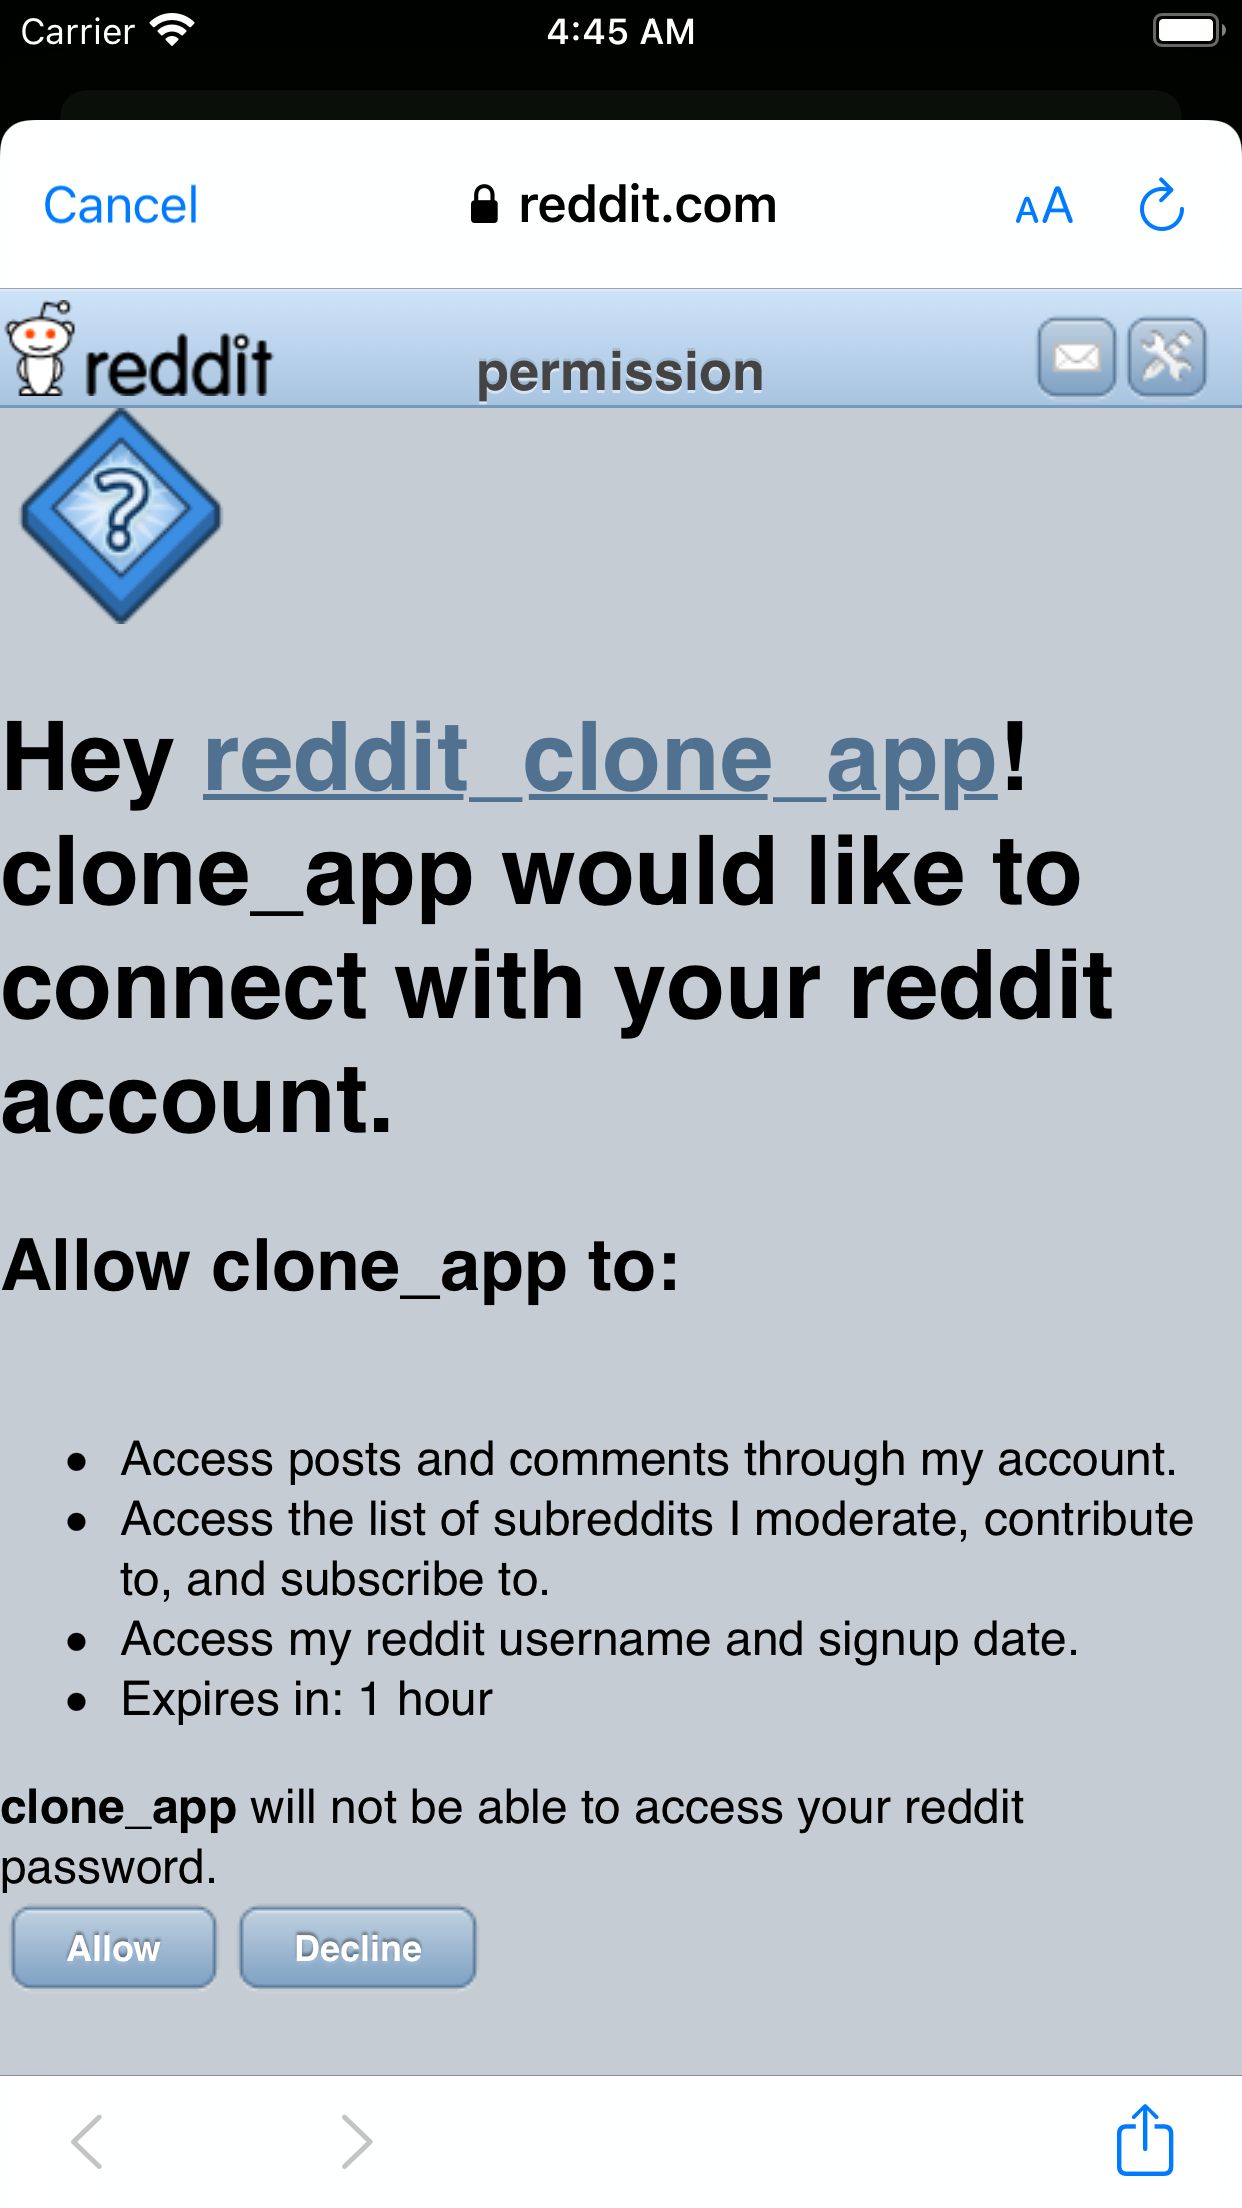 Carrier 4:45 AM
Cancel reddit.com AA
reddit permission
?
Hey reddit_clone_app!
clone_app would like to
connect with your reddit
account.
Allow clone_app to:
• Access posts and comments through my account.
• Access the list of subreddits I moderate, contribute
to, and subscribe to.
• Access my reddit username and signup date.
• Expires in: 1 hour
clone_app will not be able to access your reddit
password.
Allow Decline